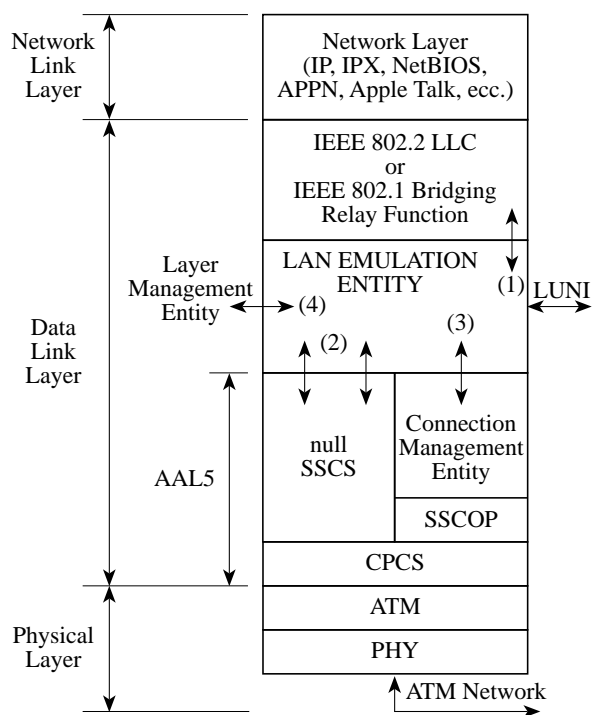 Network
Link
Layer
Network Layer
(IP, IPX, NetBIOS,
APPN, Apple Talk, ecc.)
IEEE 802.2 LLC
or
IEEE 802.1 Bridging
Relay Function
LAN EMULATION
ENTITY
(1)
LUNI
Layer
Management
Entity
(4)
(2)
(3)
Data
Link
Layer
AAL5
null
SSCS
Connection
Management
Entity
SSCOP
CPCS
ATM
PHY
Physical
Layer
ATM Network